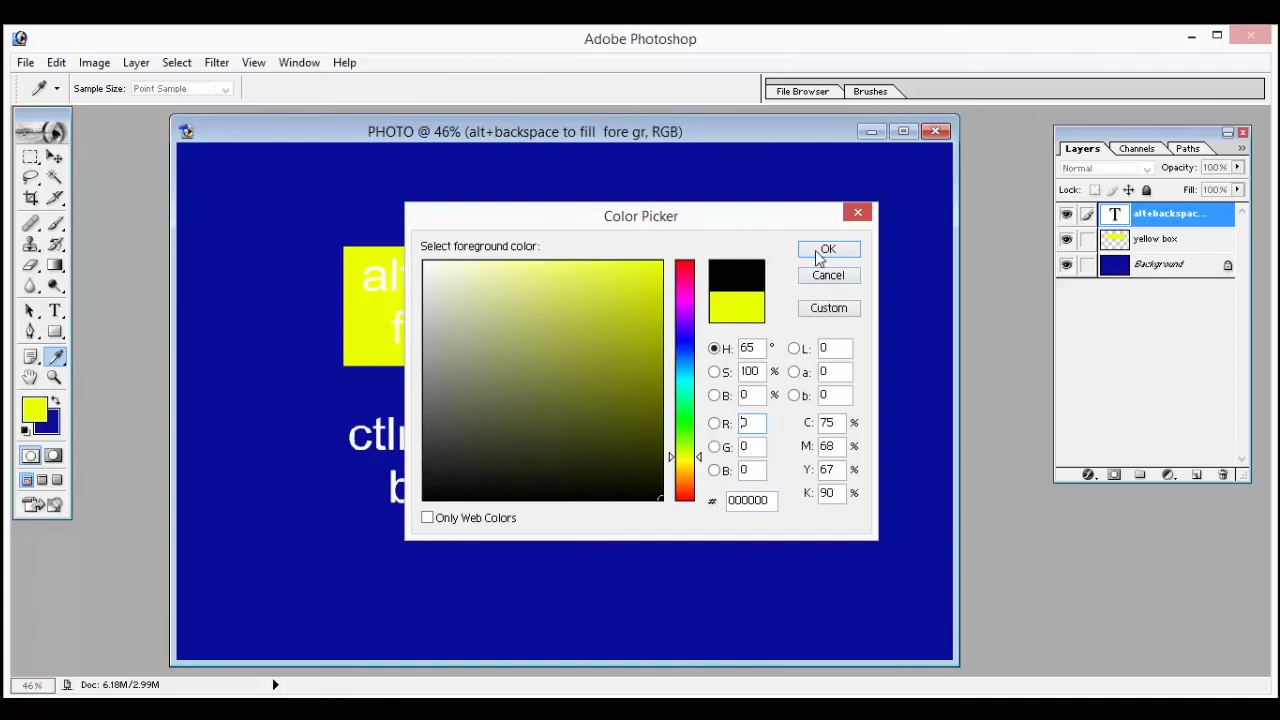 Adobe Photoshop
File Edit Image Layer Select Filter View Window Help
Sample Size: Point Sample
File Browser Brushes
PHOTO @ 46% (alt+backspace to fill fore gr, RGB)
Layers Channels Paths
Normal Opacity: 100%
Lock: Fill: 100%
T alt+backspac...
yellow box
Background
Color Picker
Select foreground color:
OK
Cancel
Custom
H: 65 ° L: 0
S: 100 % a: 0
B: 0 % b: 0
R: 0 C: 75 %
G: 0 M: 68 %
B: 0 Y: 67 %
# 000000 K: 90 %
Only Web Colors
46% Doc: 6.18M/2.99M